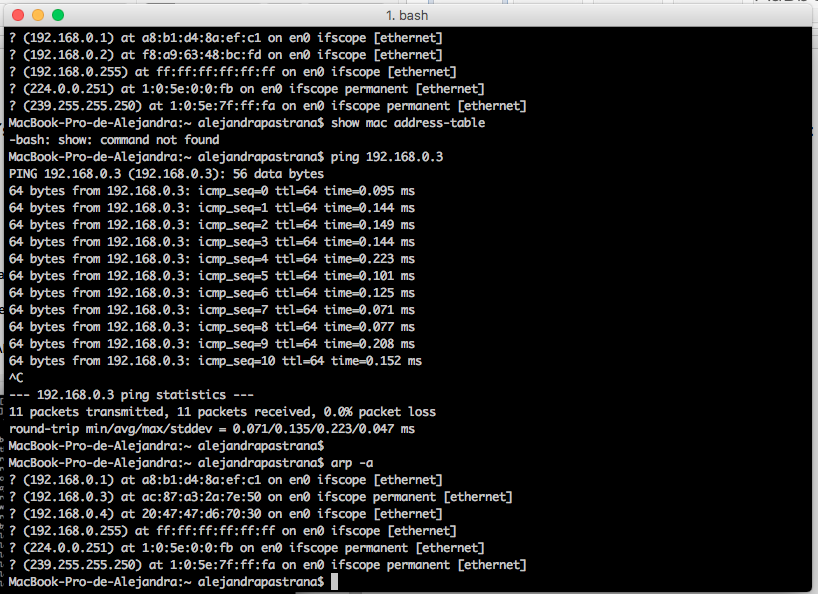 1. bash
? (192.168.0.1) at a8:b1:d4:8a:ef:c1 on en0 ifscope [ethernet]
? (192.168.0.2) at f8:a9:63:48:bc:fd on en0 ifscope [ethernet]
? (192.168.0.255) at ff:ff:ff:ff:ff:ff on en0 ifscope [ethernet]
? (224.0.0.251) at 1:0:5e:0:0:fb on en0 ifscope permanent [ethernet]
? (239.255.255.250) at 1:0:5e:7f:ff:fa on en0 ifscope permanent [ethernet]
MacBook-Pro-de-Alejandra:~ alejandrapastrana$ show mac address-table
-bash: show: command not found
MacBook-Pro-de-Alejandra:~ alejandrapastrana$ ping 192.168.0.3
PING 192.168.0.3 (192.168.0.3): 56 data bytes
64 bytes from 192.168.0.3: icmp_seq=0 ttl=64 time=0.095 ms
64 bytes from 192.168.0.3: icmp_seq=1 ttl=64 time=0.144 ms
64 bytes from 192.168.0.3: icmp_seq=2 ttl=64 time=0.149 ms
64 bytes from 192.168.0.3: icmp_seq=3 ttl=64 time=0.144 ms
64 bytes from 192.168.0.3: icmp_seq=4 ttl=64 time=0.223 ms
64 bytes from 192.168.0.3: icmp_seq=5 ttl=64 time=0.101 ms
64 bytes from 192.168.0.3: icmp_seq=6 ttl=64 time=0.125 ms
64 bytes from 192.168.0.3: icmp_seq=7 ttl=64 time=0.071 ms
64 bytes from 192.168.0.3: icmp_seq=8 ttl=64 time=0.077 ms
64 bytes from 192.168.0.3: icmp_seq=9 ttl=64 time=0.208 ms
64 bytes from 192.168.0.3: icmp_seq=10 ttl=64 time=0.152 ms
^C
--- 192.168.0.3 ping statistics ---
11 packets transmitted, 11 packets received, 0.0% packet loss
round-trip min/avg/max/stddev = 0.071/0.135/0.223/0.047 ms
MacBook-Pro-de-Alejandra:~ alejandrapastrana$
MacBook-Pro-de-Alejandra:~ alejandrapastrana$ arp -a
? (192.168.0.1) at a8:b1:d4:8a:ef:c1 on en0 ifscope [ethernet]
? (192.168.0.3) at ac:87:a3:2a:7e:50 on en0 ifscope permanent [ethernet]
? (192.168.0.4) at 20:47:47:d6:70:30 on en0 ifscope [ethernet]
? (192.168.0.255) at ff:ff:ff:ff:ff:ff on en0 ifscope [ethernet]
? (224.0.0.251) at 1:0:5e:0:0:fb on en0 ifscope permanent [ethernet]
? (239.255.255.250) at 1:0:5e:7f:ff:fa on en0 ifscope permanent [ethernet]
MacBook-Pro-de-Alejandra:~ alejandrapastrana$